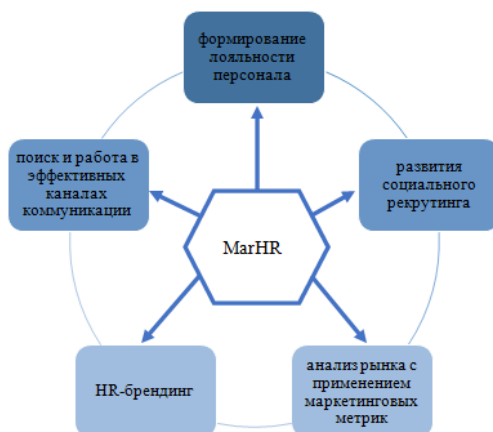 формирование
лояльности
персонала
поиск и работа в
эффективных
каналах
коммуникации
развития
социального
рекрутинга
MarHR
HR-брендинг
анализ рынка с
применением
маркетинговых
метрик